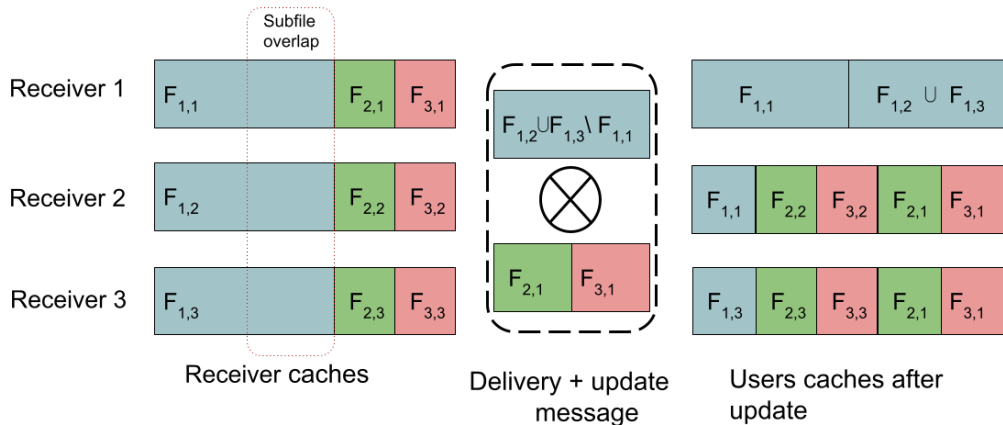 Subfile
overlap
Receiver 1
F1,1 F2,1 F3,1
F1,2∪F1,3\ F1,1
F1,1 F1,2 ∪ F1,3
Receiver 2
F1,2 F2,2 F3,2
F1,1 F2,2 F3,2 F2,1 F3,1
Receiver 3
F1,3 F2,3 F3,3
F2,1 F3,1
F1,3 F2,3 F3,3 F2,1 F3,1
Receiver caches
Delivery + update
message
Users caches after
update